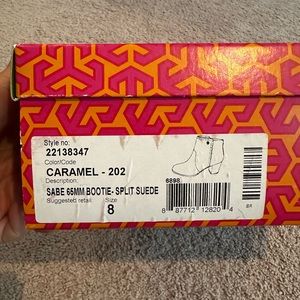 Style no:
22138347
Color/Code
CARAMEL - 202
Description:
SABE 65MM BOOTIE- SPLIT SUEDE
Suggested retail: Size
8
6898
8 87712 12820 4